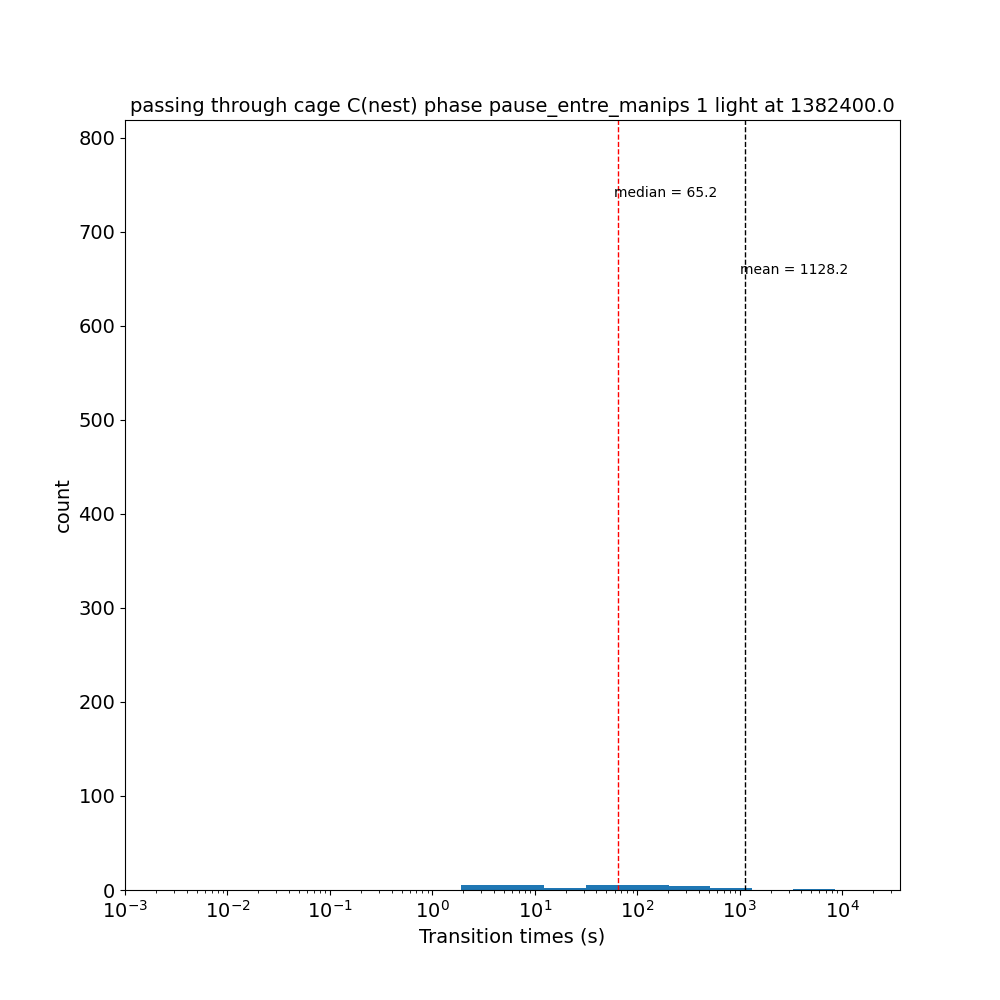 passing through cage C(nest) phase pause_entre_manips 1 light at 1382400.0
800
median = 65.2
700
mean = 1128.2
600
500
400
300
200
100
0
count
10⁻³ 10⁻² 10⁻¹ 10⁰ 10¹ 10² 10³ 10⁴
Transition times (s)